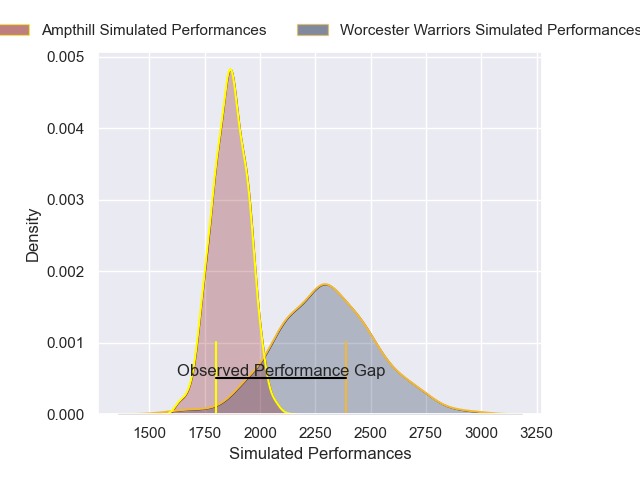 Ampthill Simulated Performances
Worcester Warriors Simulated Performances
0.005
0.004
0.003
0.002
0.001
0.000
Density
Observed Performance Gap
1500 1750 2000 2250 2500 2750 3000 3250
Simulated Performances